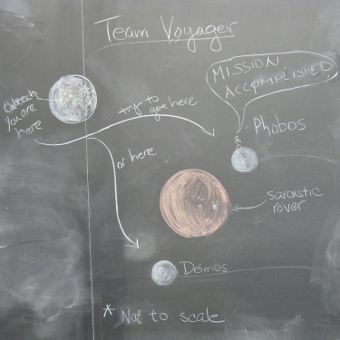 Team Voyager
MISSION
ACCOMPLISHED
Caltech
You are
here
try to
get here
Phobos
or here
sarcastic
rover
Deimos
* Not to scale